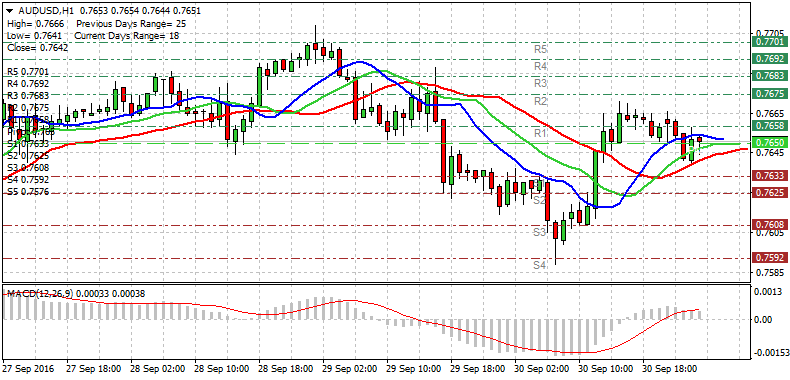 AUDUSD,H1 0.7653 0.7654 0.7644 0.7651
High= 0.7666 Previous Days Range= 25
Low= 0.7641 Current Days Range= 18
Close= 0.7642
R5 0.7701
R4 0.7692
R3 0.7683
R2 0.7675
S1 0.7633
S2 0.7625
S3 0.7608
S4 0.7592
S5 0.7576
R5
R4
R3
R2
R1
S2
S3
S4
0.7705
0.7701
0.7692
0.7683
0.7675
0.7665
0.7658
0.7650
0.7645
0.7633
0.7625
0.7608
0.7605
0.7592
0.7585
MACD(12,26,9) 0.00033 0.00038
0.0013
0.00
-0.00153
27 Sep 2016
27 Sep 18:00
28 Sep 02:00
28 Sep 10:00
28 Sep 18:00
29 Sep 02:00
29 Sep 10:00
29 Sep 18:00
30 Sep 02:00
30 Sep 10:00
30 Sep 18:00